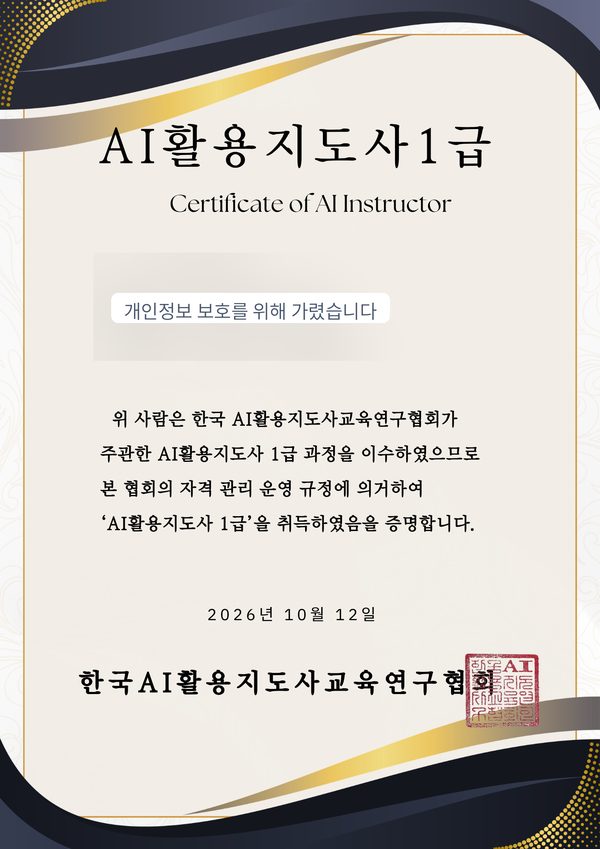 AI활용지도사1급
Certificate of AI Instructor
개인정보 보호를 위해 가렸습니다
위 사람은 한국 AI활용지도사교육연구협회가
주관한 AI활용지도사 1급 과정을 이수하였으므로
본 협회의 자격 관리 운영 규정에 의거하여
‘AI활용지도사 1급’을 취득하였음을 증명합니다.
2026년 10월 12일
한국AI활용지도사교육연구협회
AI